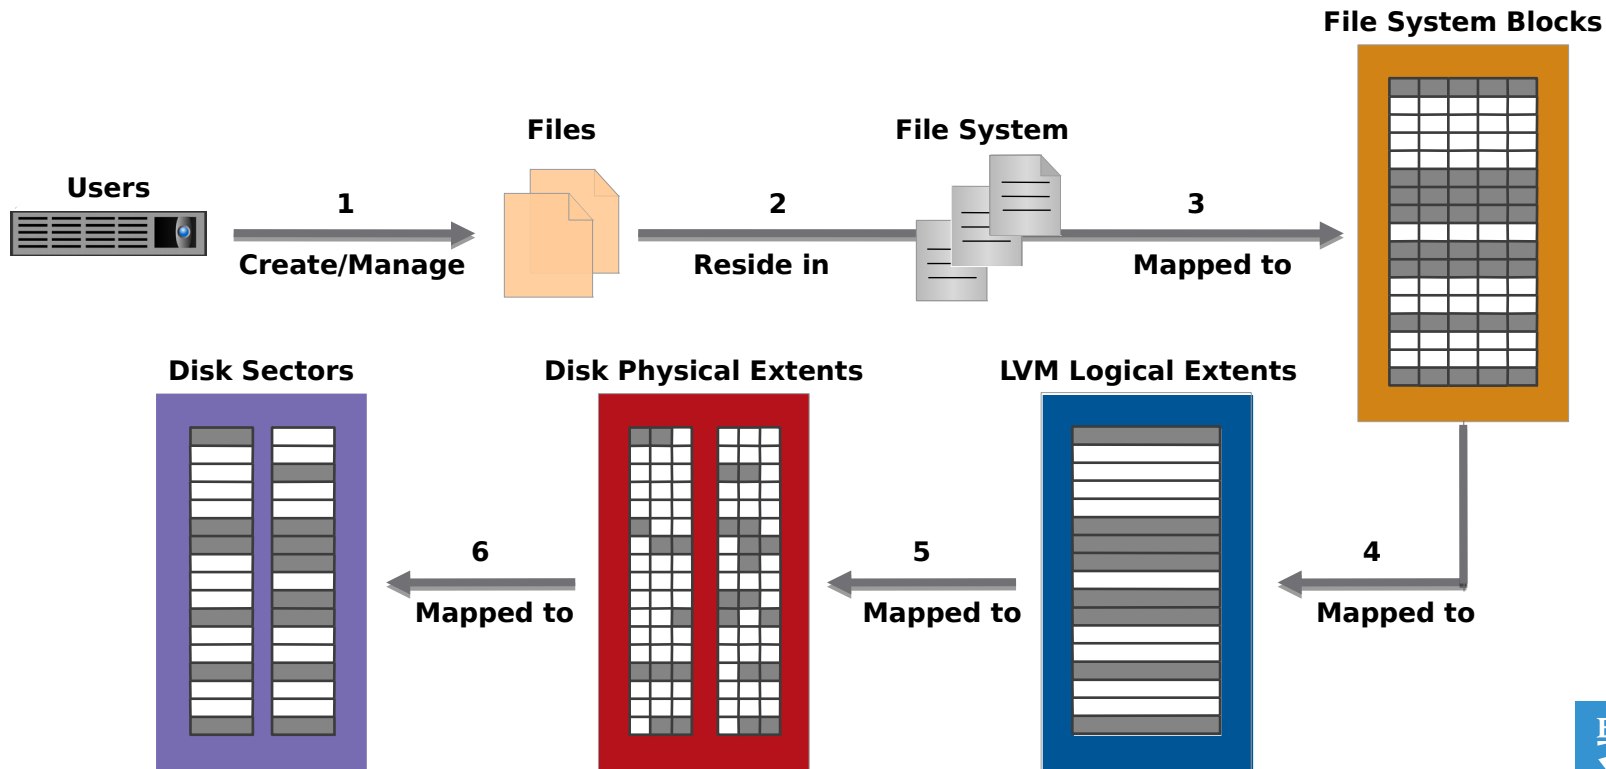 File System Blocks
Files
File System
Users
1
2
3
Create/Manage
Reside in
Mapped to
Disk Sectors
Disk Physical Extents
LVM Logical Extents
6
5
4
Mapped to
Mapped to
Mapped to